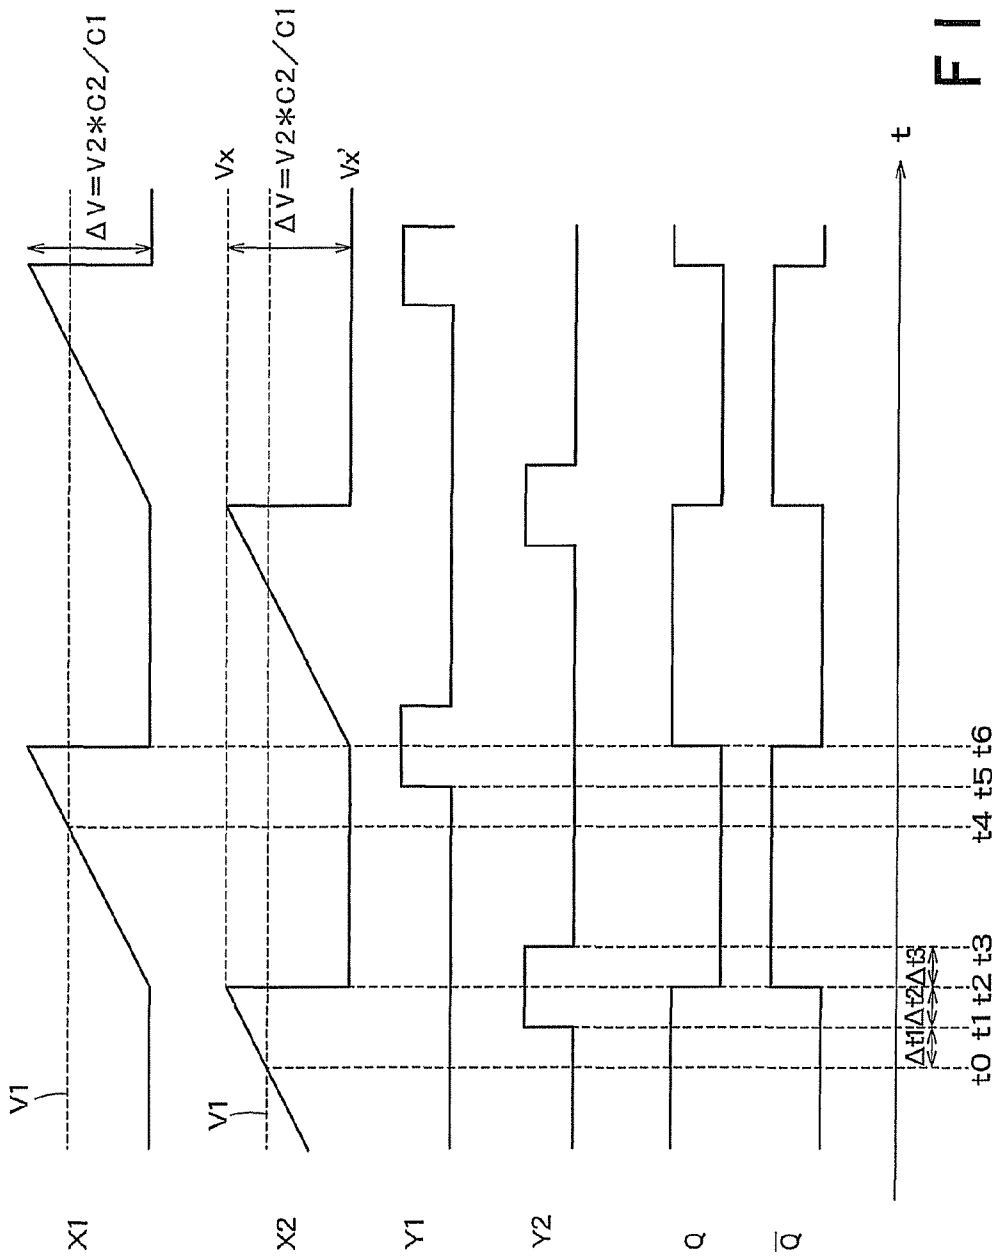 V1
ΔV=V2*C2/C1
X1
Vx
V1
ΔV=V2*C2/C1
X2
Vx'
Y1
Y2
Q
Q̅
t
Δt1 Δt2 Δt3
t0 t1 t2 t3 t4 t5 t6
F I